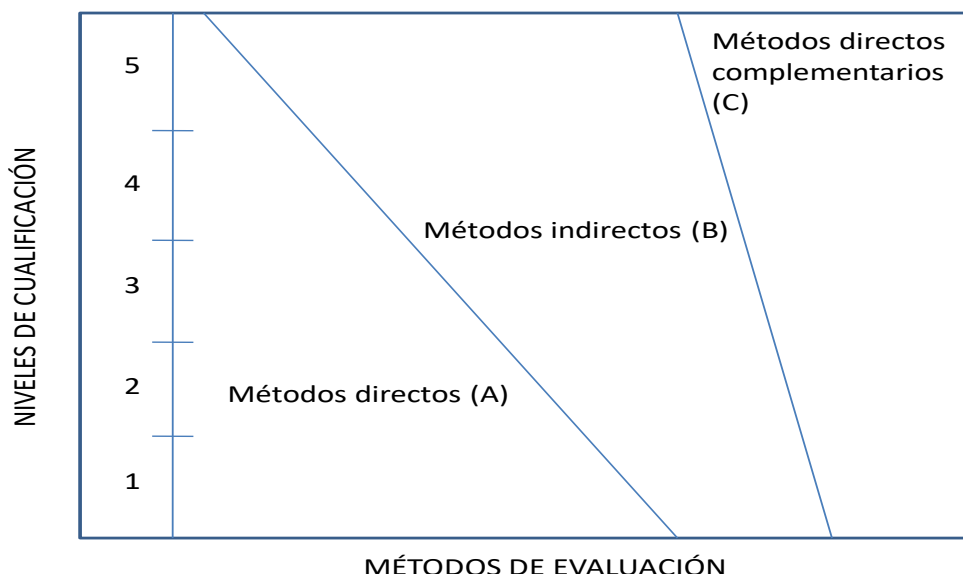 NIVELES DE CUALIFICACIÓN
5
4
3
2
1
Métodos directos
complementarios
(C)
Métodos indirectos (B)
Métodos directos (A)
MÉTODOS DE EVALUACIÓN